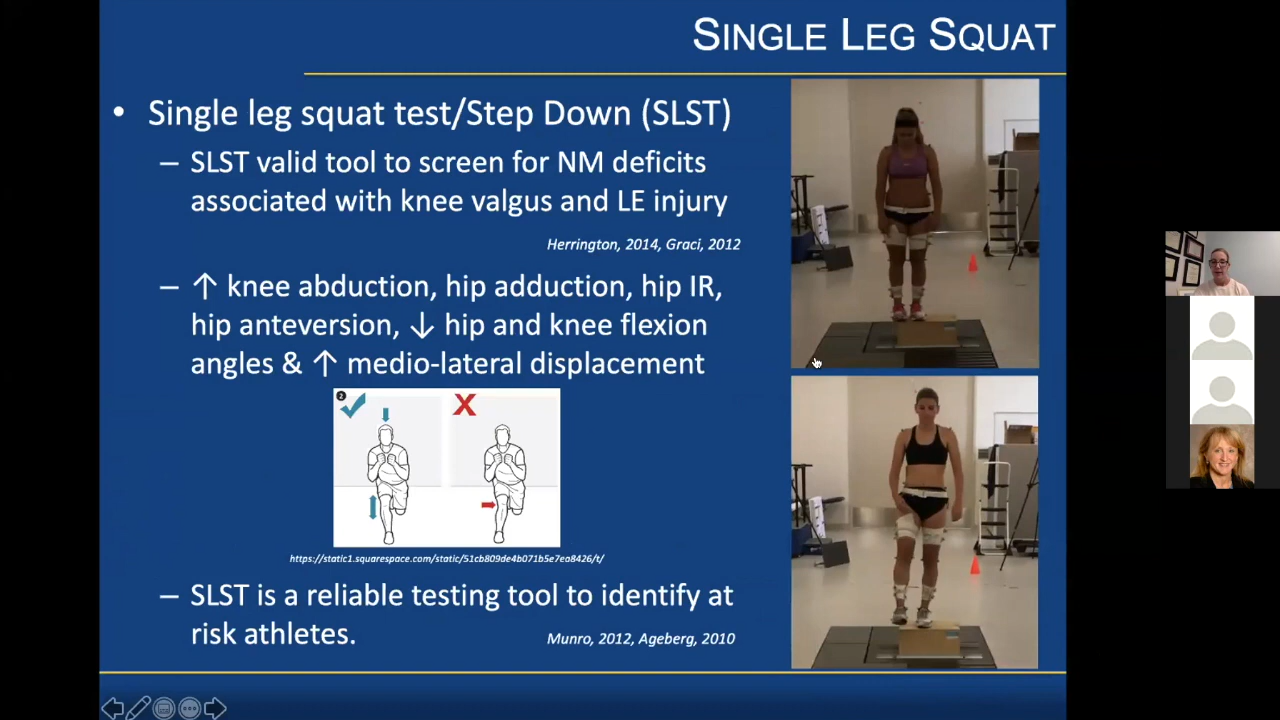 SINGLE LEG SQUAT
• Single leg squat test/Step Down (SLST)
– SLST valid tool to screen for NM deficits
associated with knee valgus and LE injury
Herrington, 2014, Graci, 2012
– ↑ knee abduction, hip adduction, hip IR,
hip anteversion, ↓ hip and knee flexion
angles & ↑ medio-lateral displacement
2
https://static1.squarespace.com/static/51cb809de4b071b5e7ea8426/t/
– SLST is a reliable testing tool to identify at
risk athletes.
Munro, 2012, Ageberg, 2010